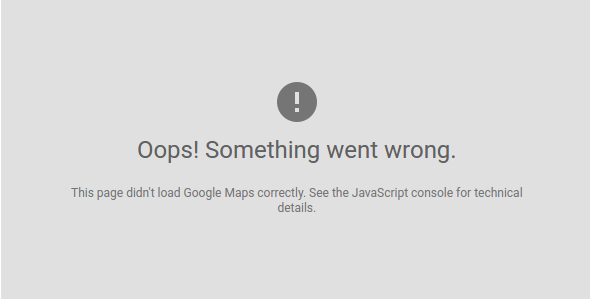 Oops! Something went wrong.
This page didn't load Google Maps correctly. See the JavaScript console for technical
details.